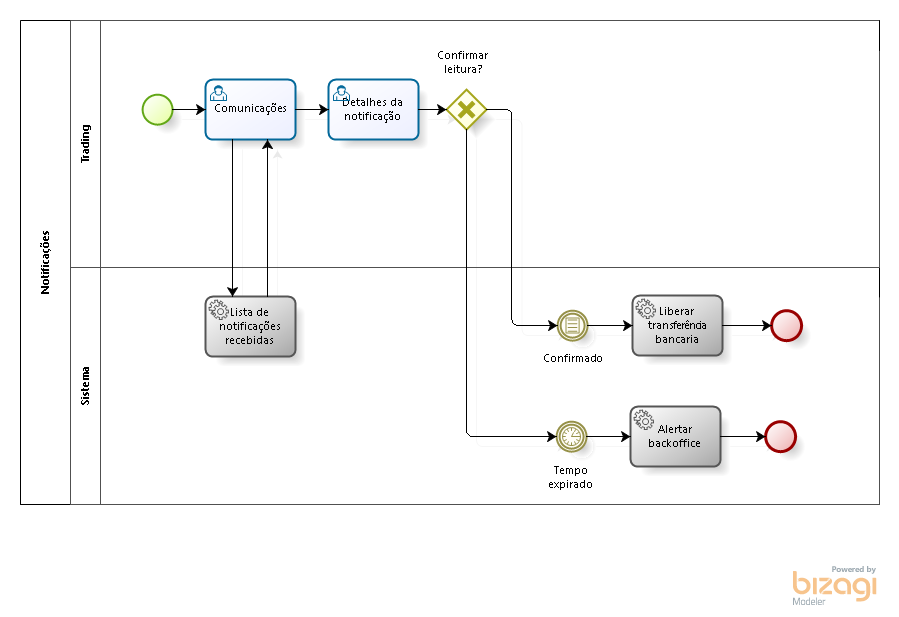 Notificações
Trading
Comunicações
Detalhes da
notificação
Confirmar
leitura?
Sistema
Lista de
notificações
recebidas
Confirmado
Liberar
transferência
bancaria
Tempo
expirado
Alertar
backoffice
Powered by
bizagi
Modeler